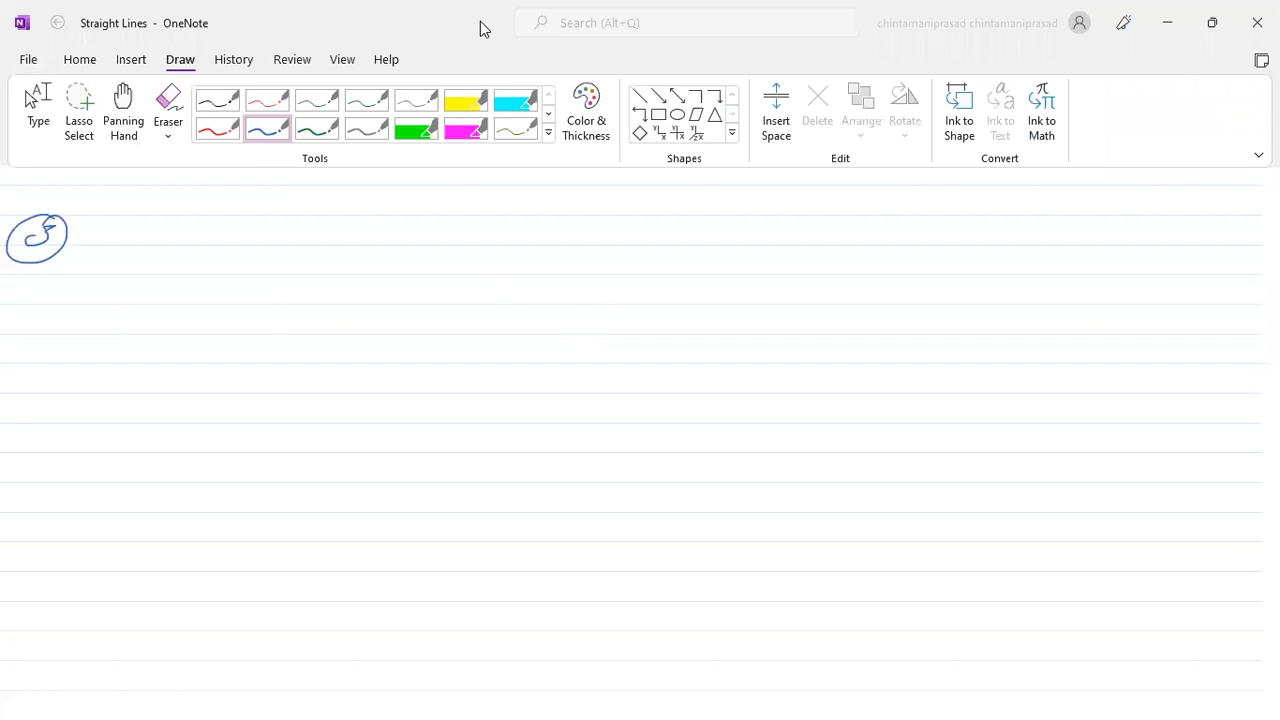 Straight Lines - OneNote
Search (Alt+Q)
chintamaniprasad chintamaniprasad
File Home Insert Draw History Review View Help
Type
Lasso Select
Panning Hand
Eraser
Color & Thickness
Insert Space
Delete
Arrange
Rotate
Ink to Shape
Ink to Text
Ink to Math
Tools Shapes Edit Convert